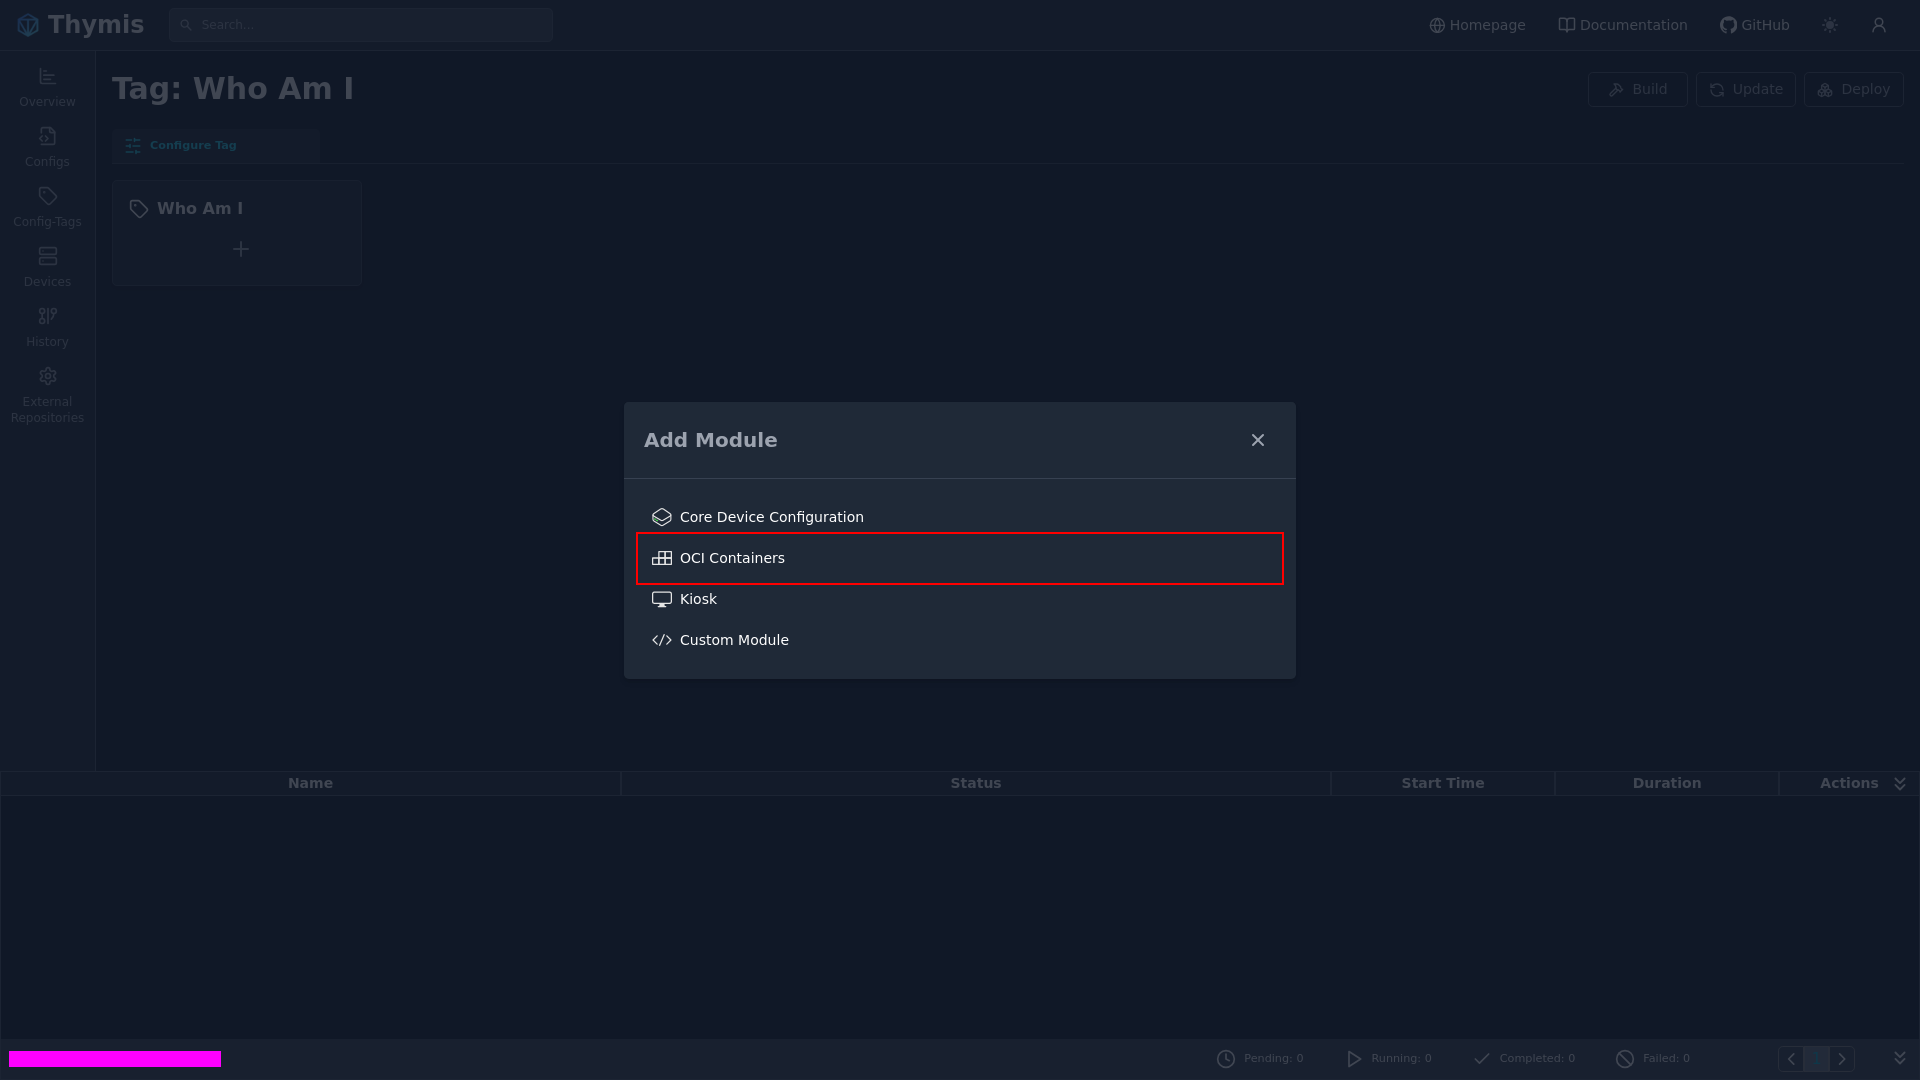 Thymis
Search...
Homepage
Documentation
GitHub
Overview
Configs
Config-Tags
Devices
History
External
Repositories
Tag: Who Am I
Build
Update
Deploy
Configure Tag
Who Am I
Add Module
Core Device Configuration
OCI Containers
Kiosk
Custom Module
Name
Status
Start Time
Duration
Actions
Pending: 0
Running: 0
Completed: 0
Failed: 0